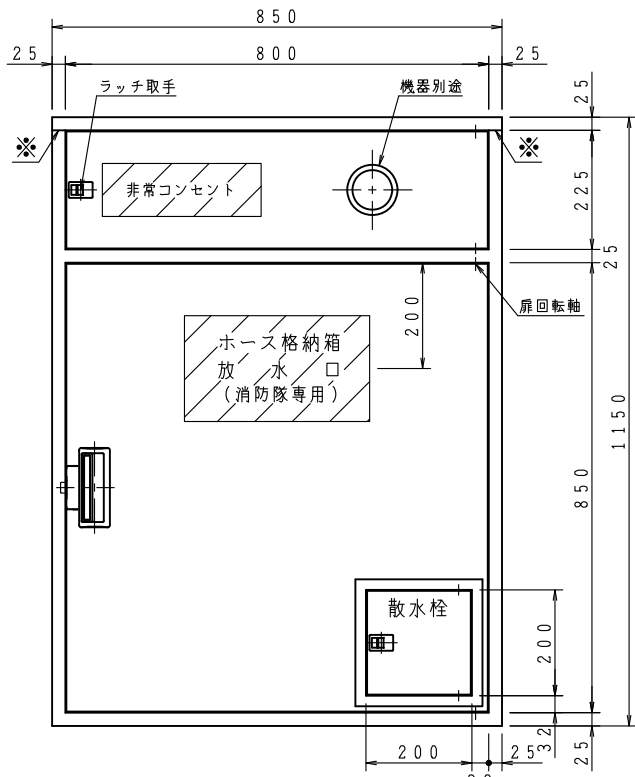 850
25
800
25
ラッチ取手
機器別途
25
※
※
非常コンセント
225
25
扉回転軸
200
ホース格納箱
放水口
(消防隊専用)
1150
850
散水栓
200
32
200
25
25